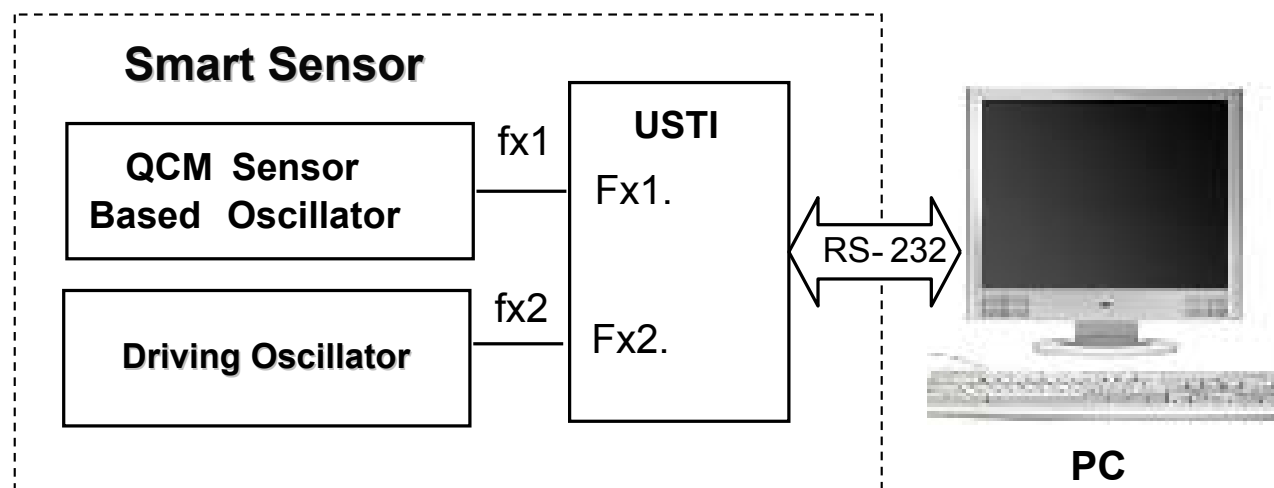 Smart Sensor
QCM Sensor
Based Oscillator
fx1
USTI
Fx1.
RS- 232
Driving Oscillator
fx2
Fx2.
PC